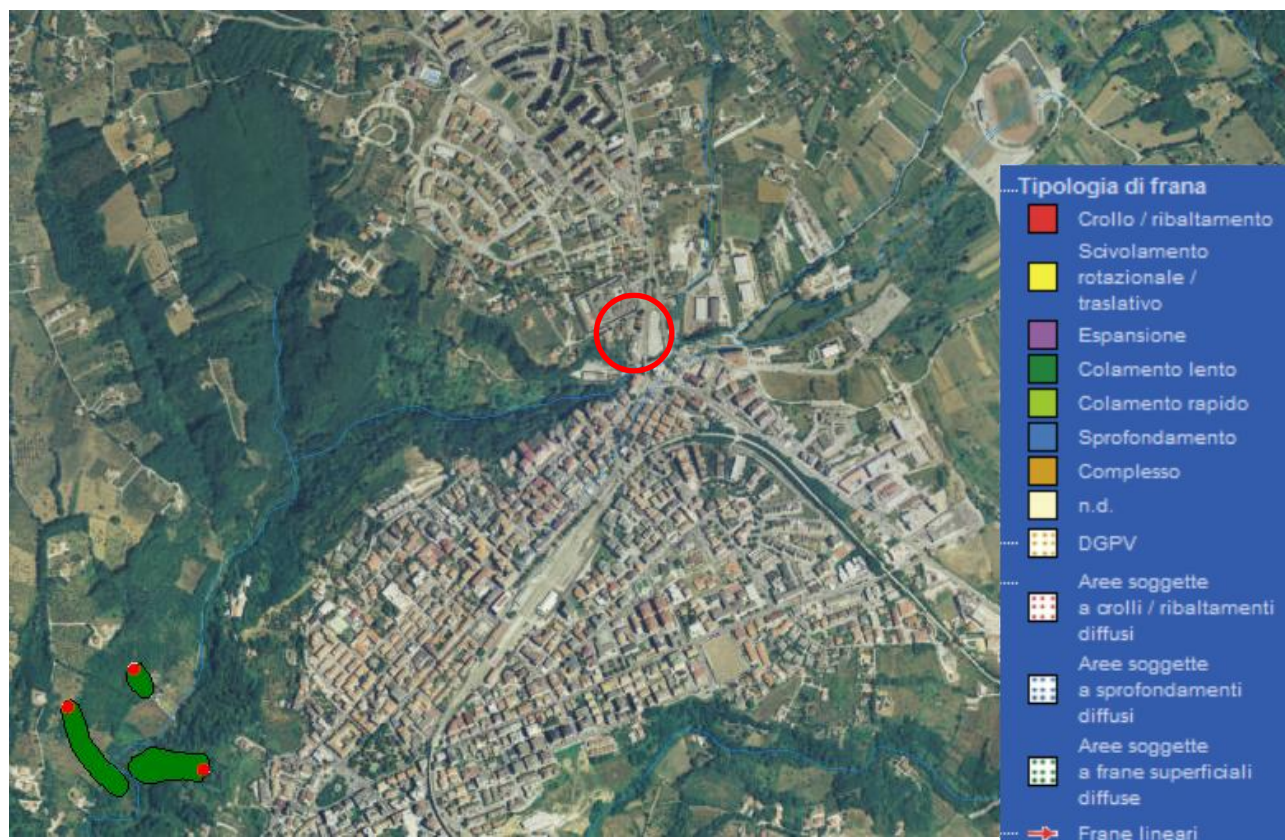 Tipologia di frana
Crollo / ribaltamento
Scivolamento
rotazionale /
traslativo
Espansione
Colamento lento
Colamento rapido
Sprofondamento
Complesso
n.d.
DGPV
Aree soggette
a crolli / ribaltamenti
diffusi
Aree soggette
a sprofondamenti
diffusi
Aree soggette
a frane superficiali
diffuse
Frane lineari